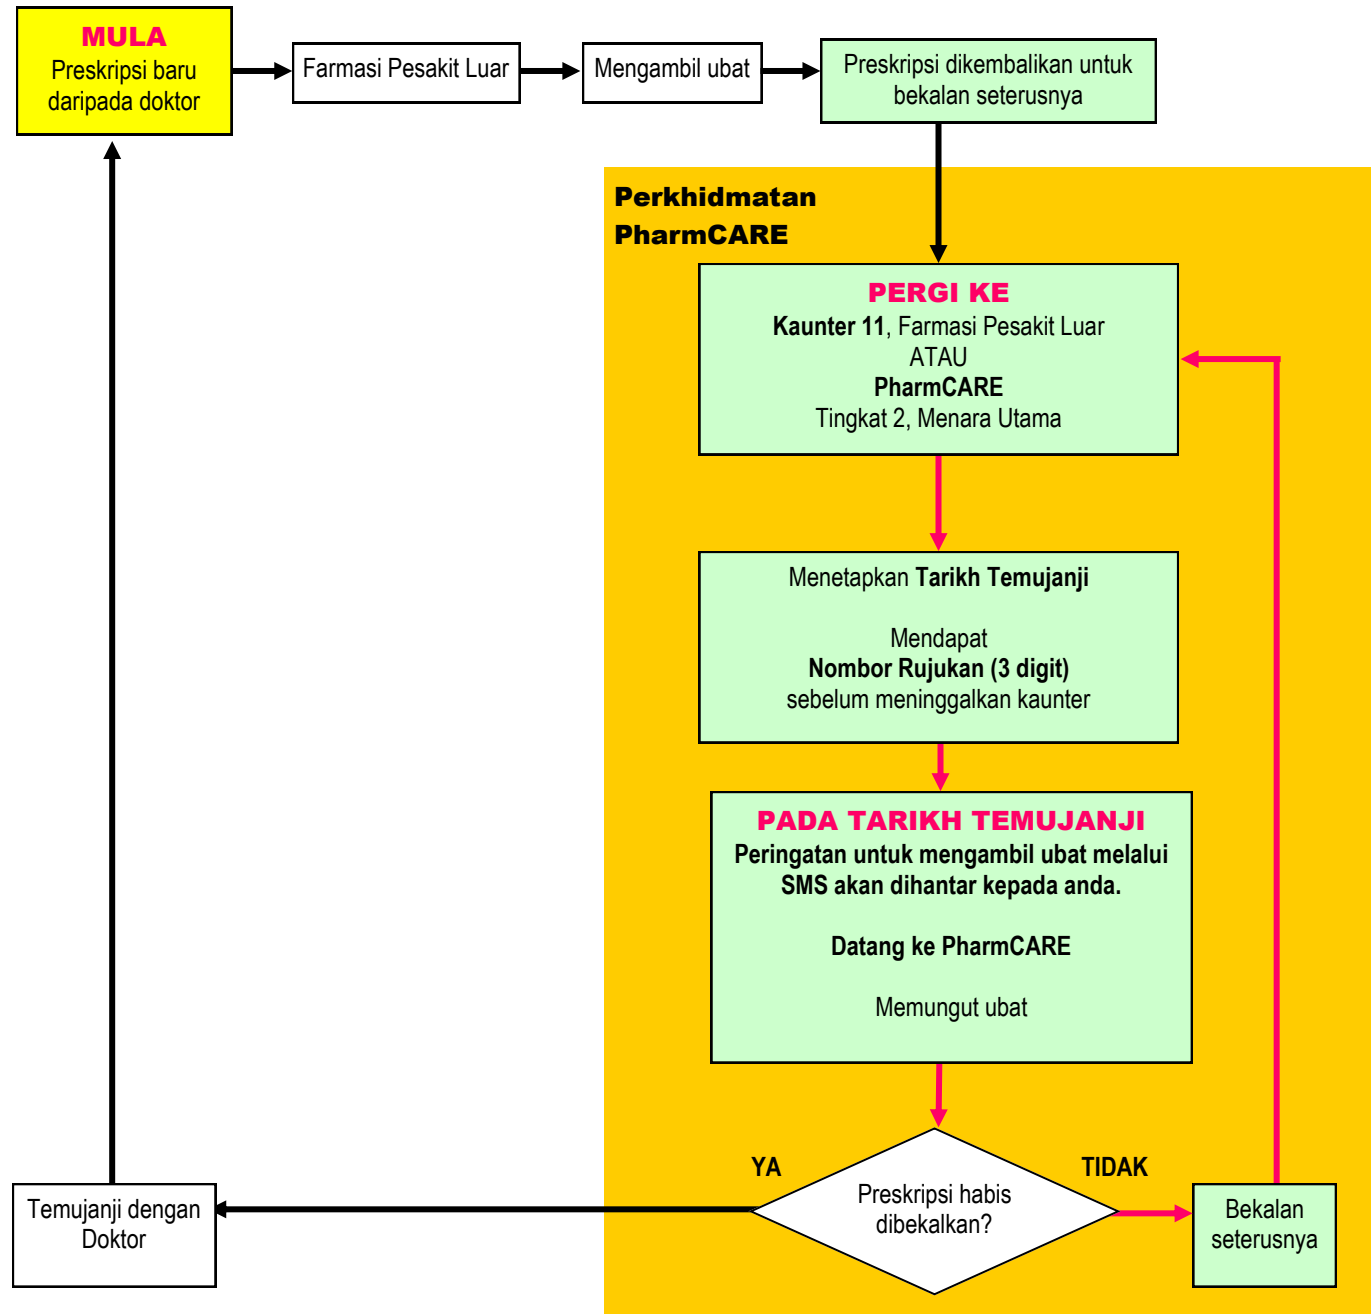 MULA
Preskripsi baru
daripada doktor
Farmasi Pesakit Luar
Mengambil ubat
Preskripsi dikembalikan untuk
bekalan seterusnya
Perkhidmatan
PharmCARE
PERGI KE
Kaunter 11, Farmasi Pesakit Luar
ATAU
PharmCARE
Tingkat 2, Menara Utama
Menetapkan Tarikh Temujanji
Mendapat
Nombor Rujukan (3 digit)
sebelum meninggalkan kaunter
PADA TARIKH TEMUJANJI
Peringatan untuk mengambil ubat melalui
SMS akan dihantar kepada anda.
Datang ke PharmCARE
Memungut ubat
YA
TIDAK
Preskripsi habis
dibekalkan?
Temujanji dengan
Doktor
Bekalan
seterusnya